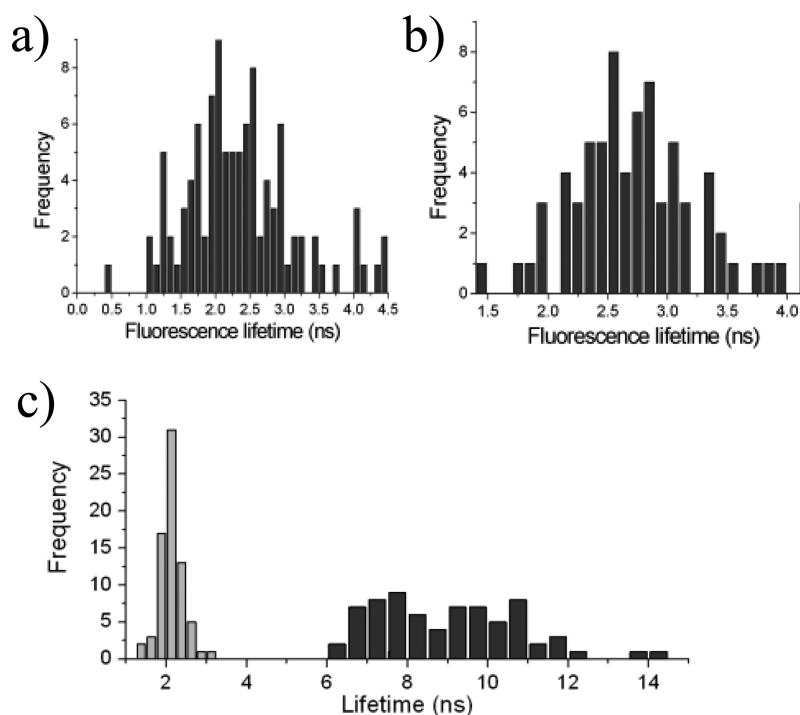 a)
8
6
4
2
0
Frequency
0.0 0.5 1.0 1.5 2.0 2.5 3.0 3.5 4.0 4.5
Fluorescence lifetime (ns)
b)
8
6
4
2
0
Frequency
1.5 2.0 2.5 3.0 3.5 4.0
Fluorescence lifetime (ns)
c)
35
30
25
20
15
10
5
0
Frequency
2 4 6 8 10 12 14
Lifetime (ns)